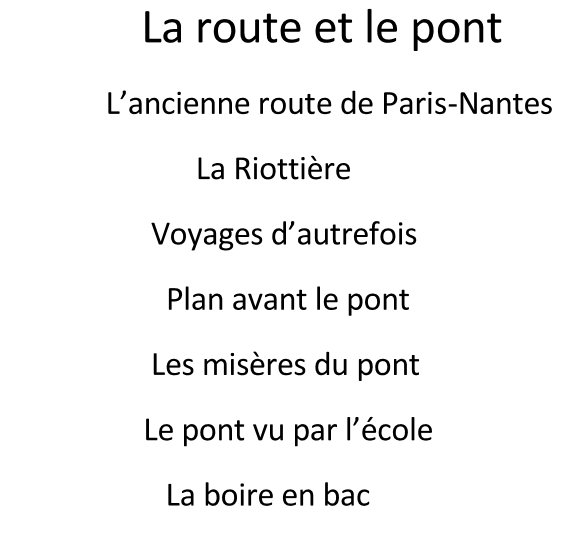 La route et le pont
L’ancienne route de Paris-Nantes
La Riottière
Voyages d’autrefois
Plan avant le pont
Les misères du pont
Le pont vu par l’école
La boire en bac